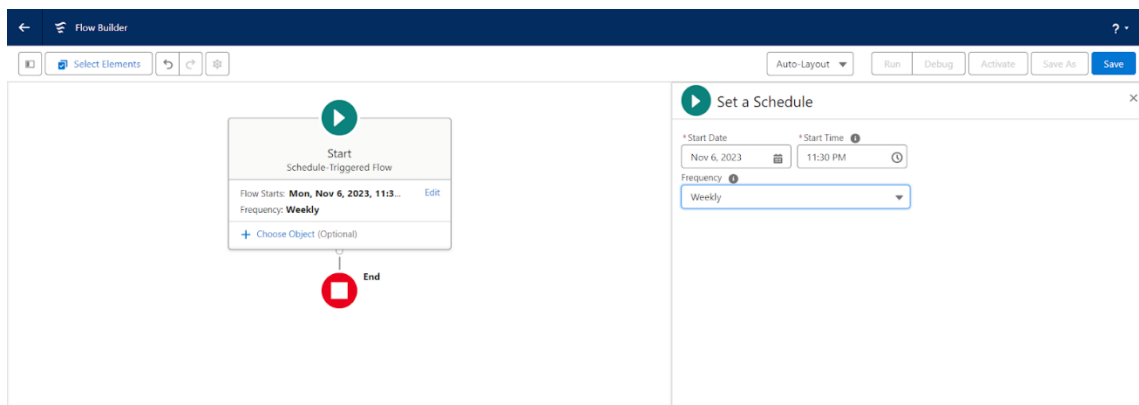 Flow Builder
?
Select Elements
Auto-Layout
Run
Debug
Activate
Save As
Save
Start
Schedule-Triggered Flow
Flow Starts: Mon, Nov 6, 2023, 11:3... Edit
Frequency: Weekly
+ Choose Object (Optional)
End
Set a Schedule
* Start Date
* Start Time
Nov 6, 2023
11:30 PM
Frequency
Weekly